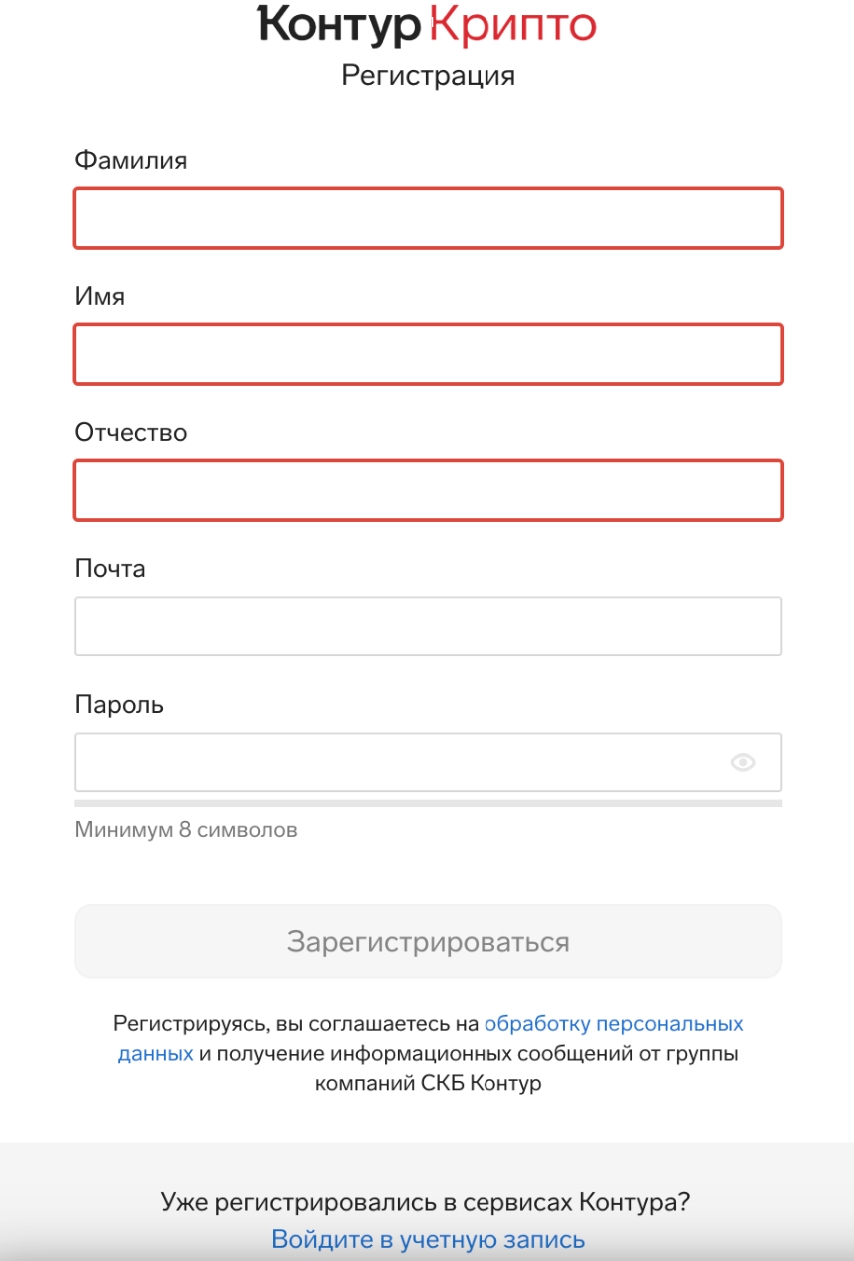 Контур Крипто
Регистрация
Фамилия
Имя
Отчество
Почта
Пароль
Минимум 8 символов
Зарегистрироваться
Регистрируясь, вы соглашаетесь на обработку персональных
данных и получение информационных сообщений от группы
компаний СКБ Контур
Уже регистрировались в сервисах Контура?
Войдите в учетную запись